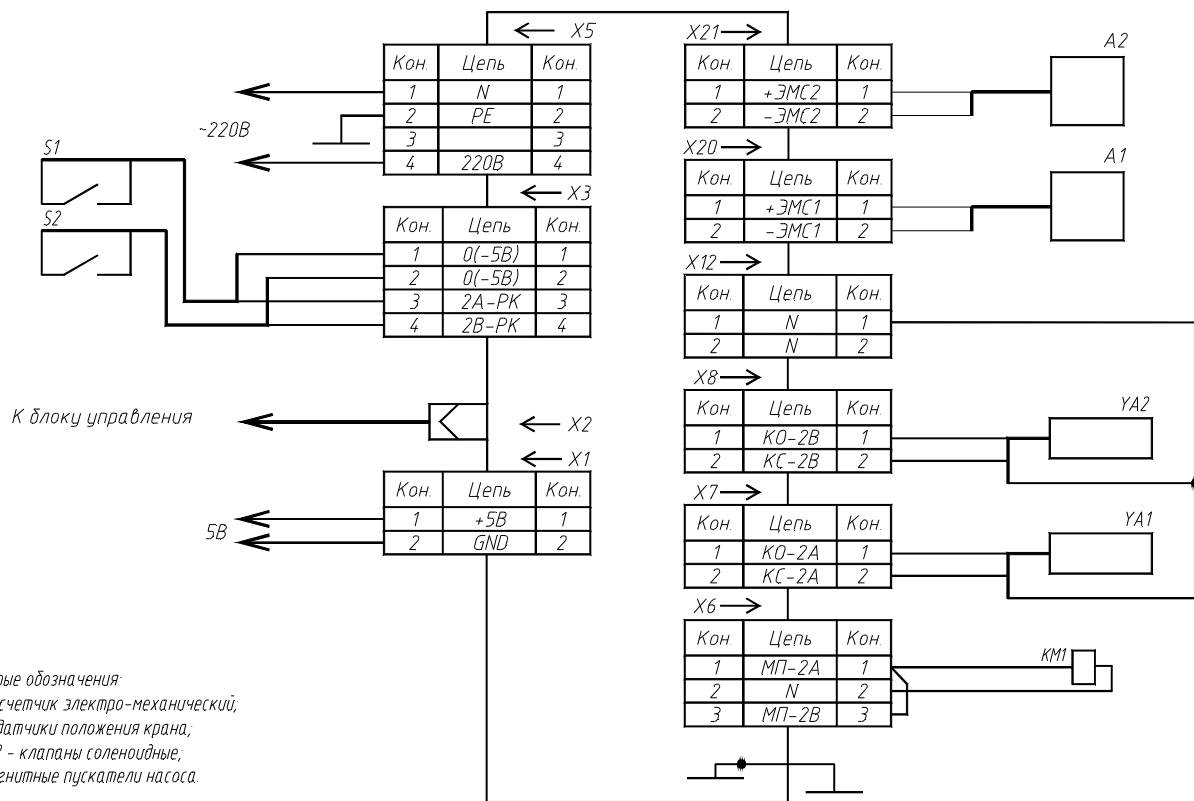 X5
Кон. Цепь Кон.
1 N 1
2 PE 2
3 3
4 220В 4
~220В
S1
S2
X3
Кон. Цепь Кон.
1 0(-5В) 1
2 0(-5В) 2
3 2А-РК 3
4 2В-РК 4
К блоку управления
X2
X1
Кон. Цепь Кон.
1 +5В 1
2 GND 2
5В
X21
Кон. Цепь Кон.
1 +ЭМС2 1
2 -ЭМС2 2
A2
X20
Кон. Цепь Кон.
1 +ЭМС1 1
2 -ЭМС1 2
A1
X12
Кон. Цепь Кон.
1 N 1
2 N 2
X8
Кон. Цепь Кон.
1 КО-2В 1
2 КС-2В 2
YA2
X7
Кон. Цепь Кон.
1 КО-2А 1
2 КС-2А 2
YA1
X6
Кон. Цепь Кон.
1 МП-2А 1
2 N 2
3 МП-2В 3
КМ1
тые обозначения:
счетчик электро-механический;
датчики положения крана;
- клапаны соленоидные;
гнитные пускатели насоса.